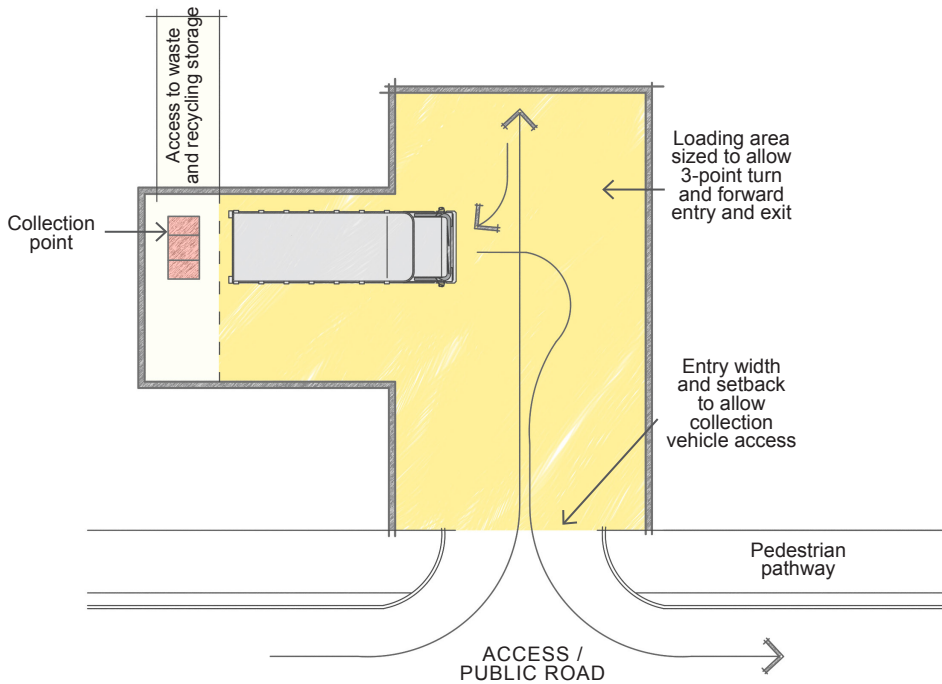 Access to waste
and recycling storage
Collection
point
Loading area
sized to allow
3-point turn
and forward
entry and exit
Entry width
and setback
to allow
collection
vehicle access
Pedestrian
pathway
ACCESS /
PUBLIC ROAD